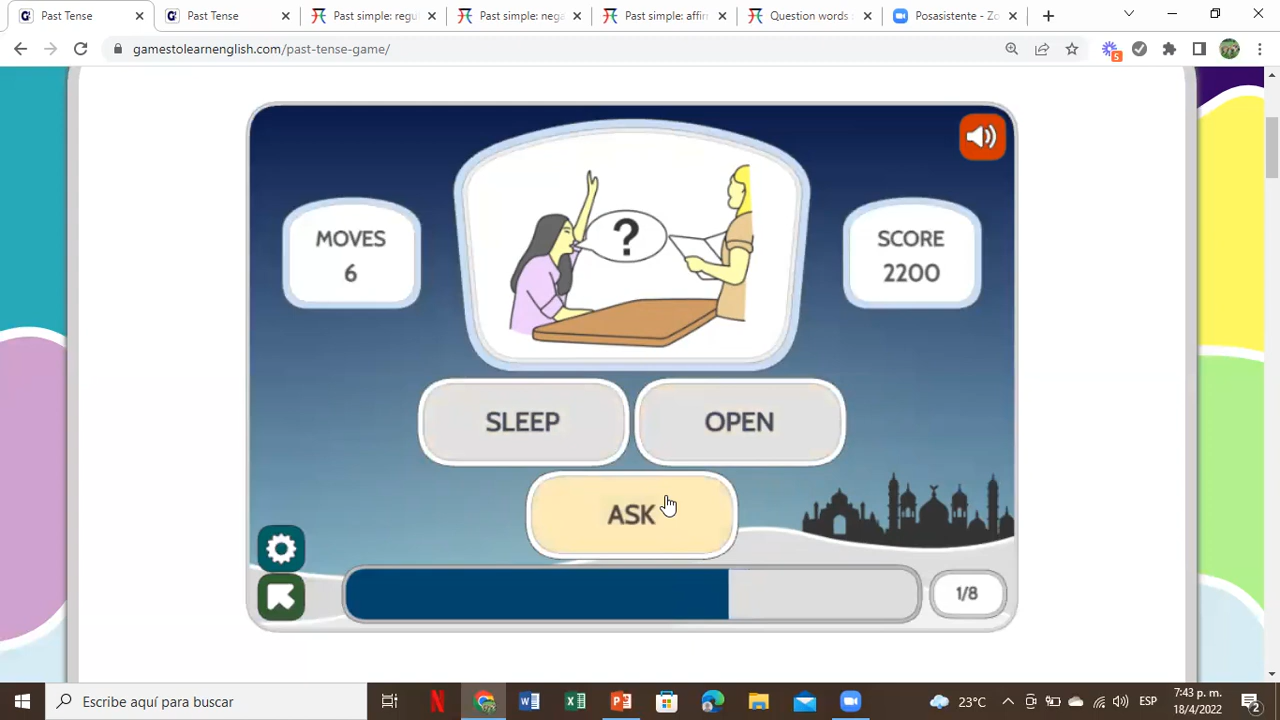 Past Tense
Past Tense
Past simple: regu
Past simple: nega
Past simple: affir
Question words
Posasistente - Zo
gamestolearnenglish.com/past-tense-game/
5
MOVES
6
?
SCORE
2200
SLEEP
OPEN
ASK
1/8
Escribe aquí para buscar
23°C
ESP
7:43 p. m.
18/4/2022
2